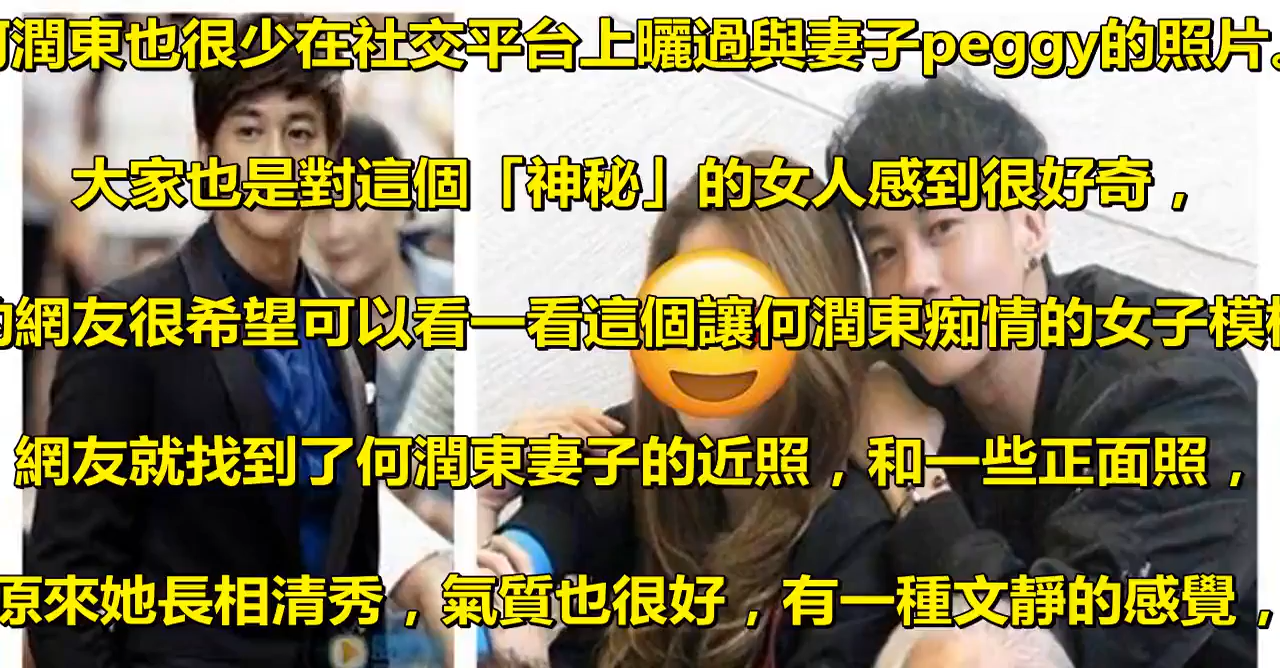 潤東也很少在社交平台上曬過與妻子peggy的照片。
大家也是對這個「神秘」的女人感到很好奇，
的網友很希望可以看一看這個讓何潤東痴情的女子模樣
網友就找到了何潤東妻子的近照，和一些正面照，
原來她長相清秀，氣質也很好，有一種文靜的感覺，